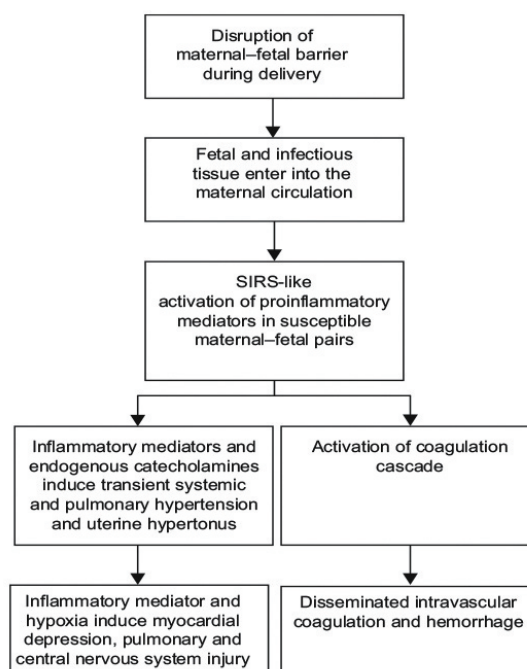 Disruption of
maternal–fetal barrier
during delivery
Fetal and infectious
tissue enter into the
maternal circulation
SIRS-like
activation of proinflammatory
mediators in susceptible
maternal–fetal pairs
Inflammatory mediators and
endogenous catecholamines
induce transient systemic
and pulmonary hypertension
and uterine hypertonus
Activation of coagulation
cascade
Inflammatory mediator and
hypoxia induce myocardial
depression, pulmonary and
central nervous system injury
Disseminated intravascular
coagulation and hemorrhage